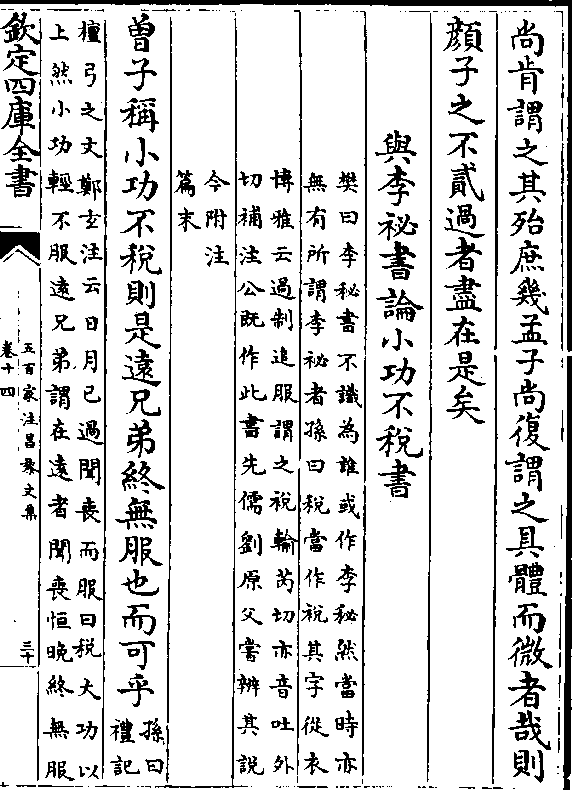 尚肯謂之其殆庶幾孟子尚復謂之具體而微者哉則
顔子之不貳過者盡在是矣
與李祕書論小功不稅書
樊曰李秘書不識為誰或作李秘然當時亦
無有所謂李祕者孫曰稅當作裞其字從衣
博雅云過制追服謂之裞輸芮切亦音吐外
切補注公既作此書先儒劉原父嘗辨其說
今附注
篇末
曾子稱小功不稅則是遠兄弟終無服也而可乎
孫曰
禮記
檀弓之文鄭玄注云日月已過聞喪而服曰稅大功以
上然小功輕不服遠兄弟謂在遠者聞喪恒晚終無服
欽定四庫全書
卷十四
五百家注昌黎文集
三十